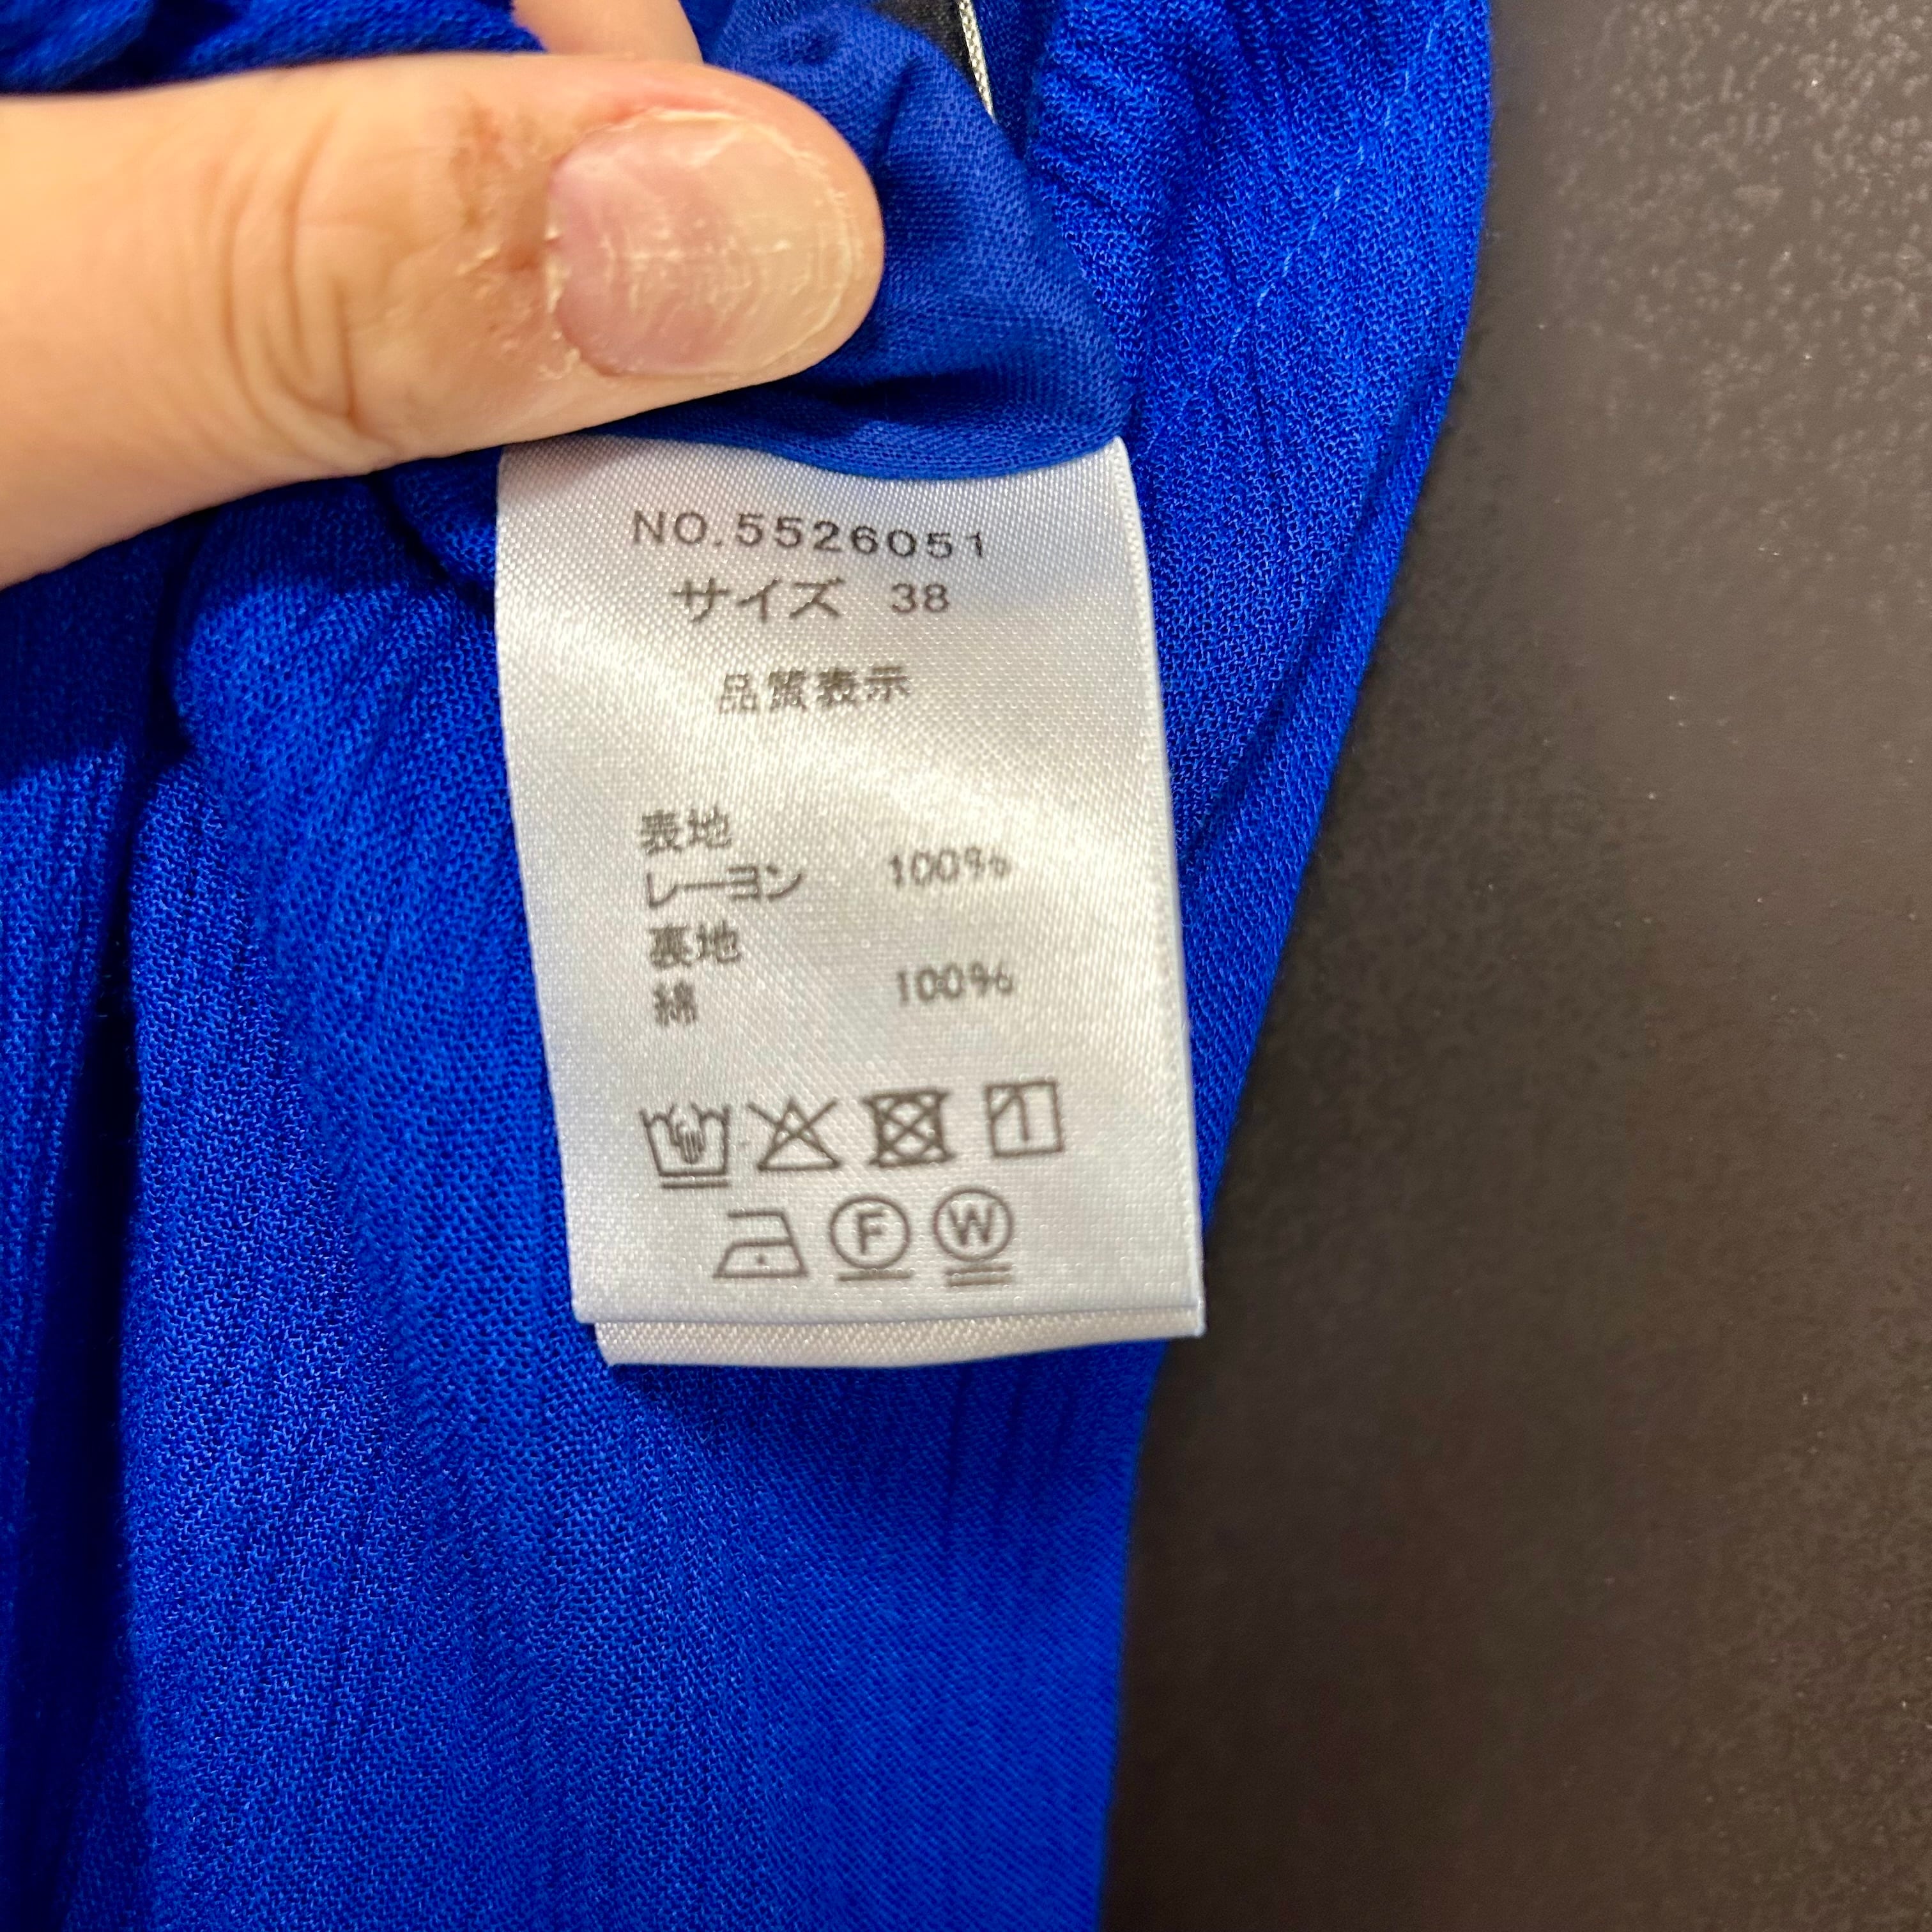 NO.5526051
サイズ 38
品質表示
表地
レーヨン 100%
裏地
綿 100%
F W